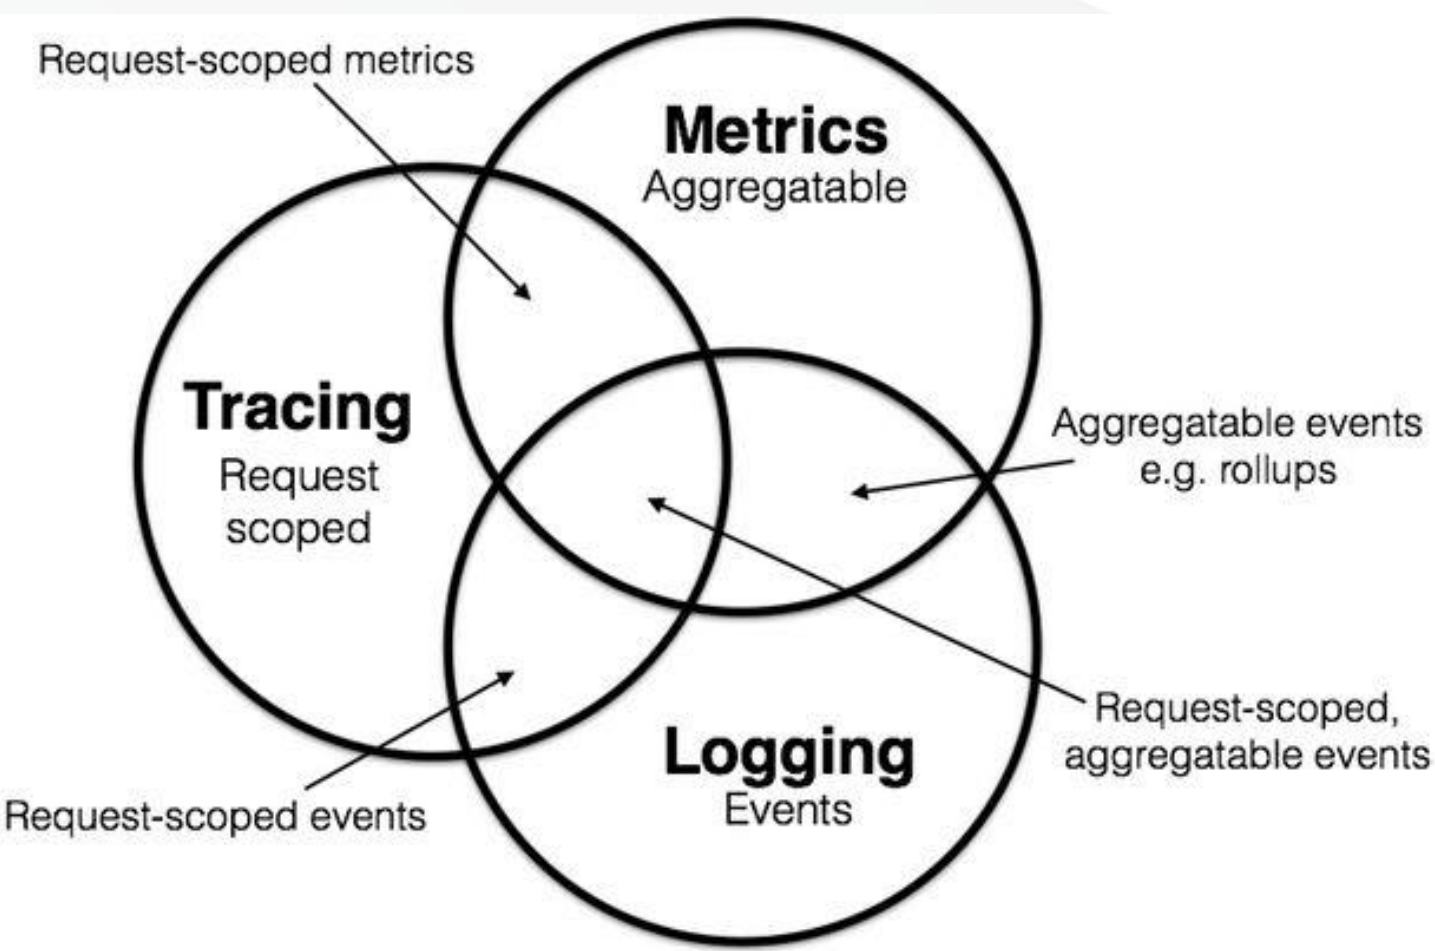 Request-scoped metrics
Metrics
Aggregatable
Tracing
Request
scoped
Aggregatable events
e.g. rollups
Request-scoped,
aggregatable events
Logging
Events
Request-scoped events